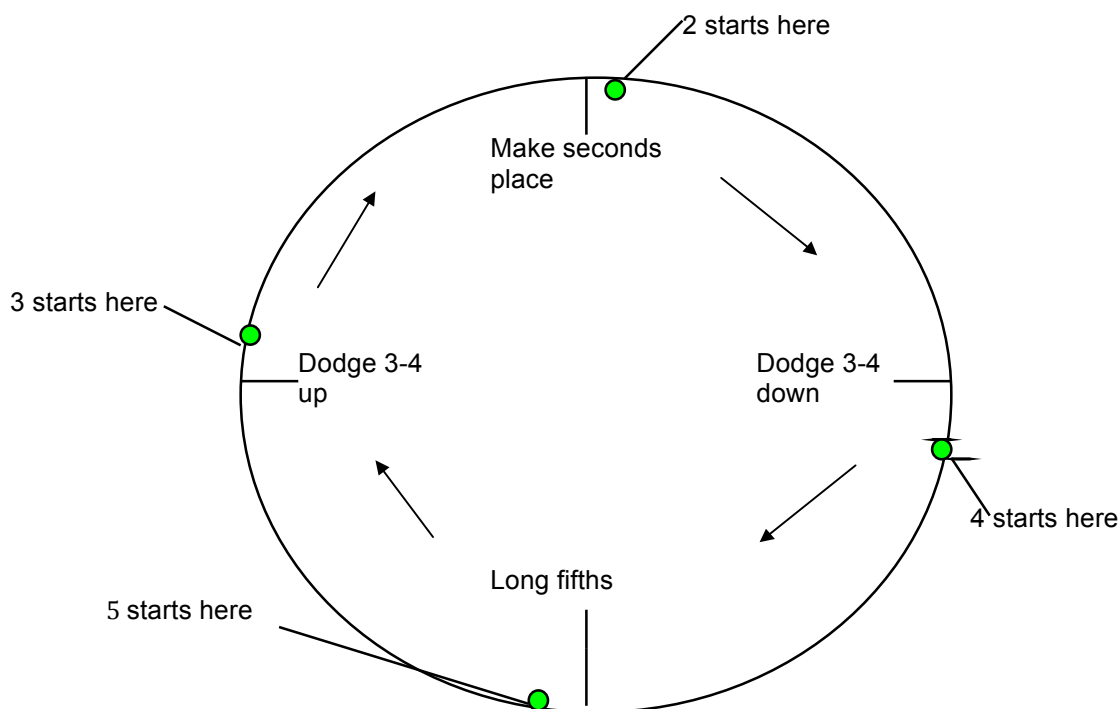 2 starts here
Make seconds
place
3 starts here
Dodge 3-4
up
Dodge 3-4
down
4 starts here
Long fifths
5 starts here